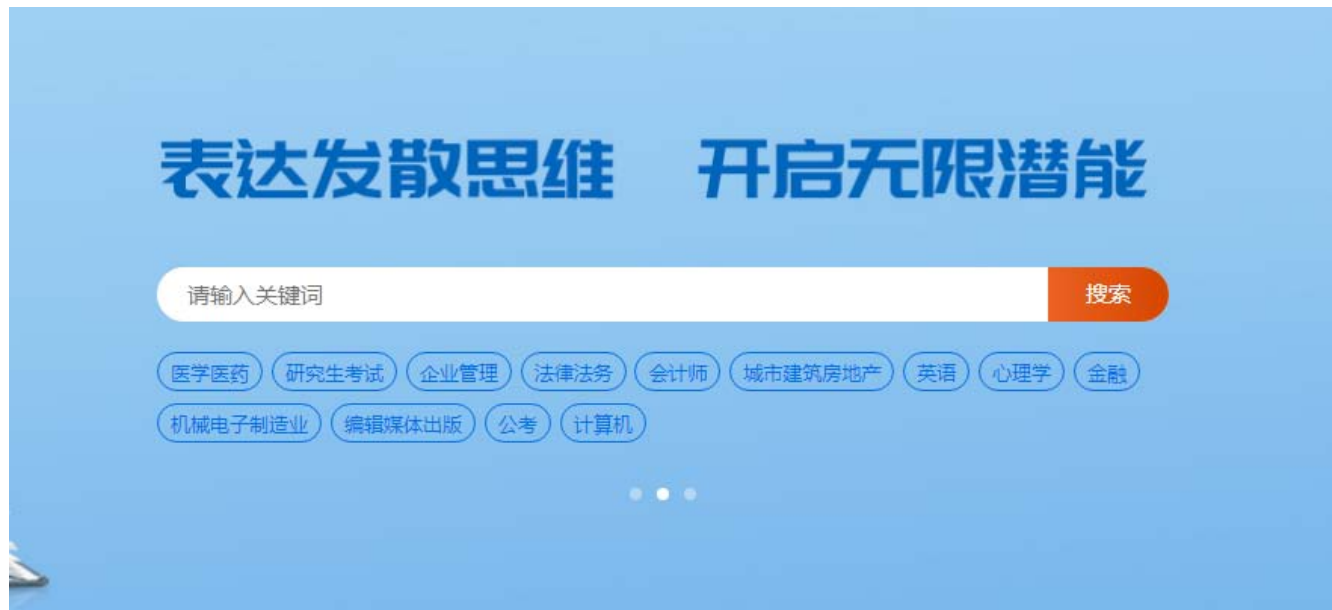 表达发散思维 开启无限潜能
请输入关键词 搜索
医学医药 研究生考试 企业管理 法律法务 会计师 城市建筑房地产 英语 心理学 金融
机械电子制造业 编辑媒体出版 公考 计算机